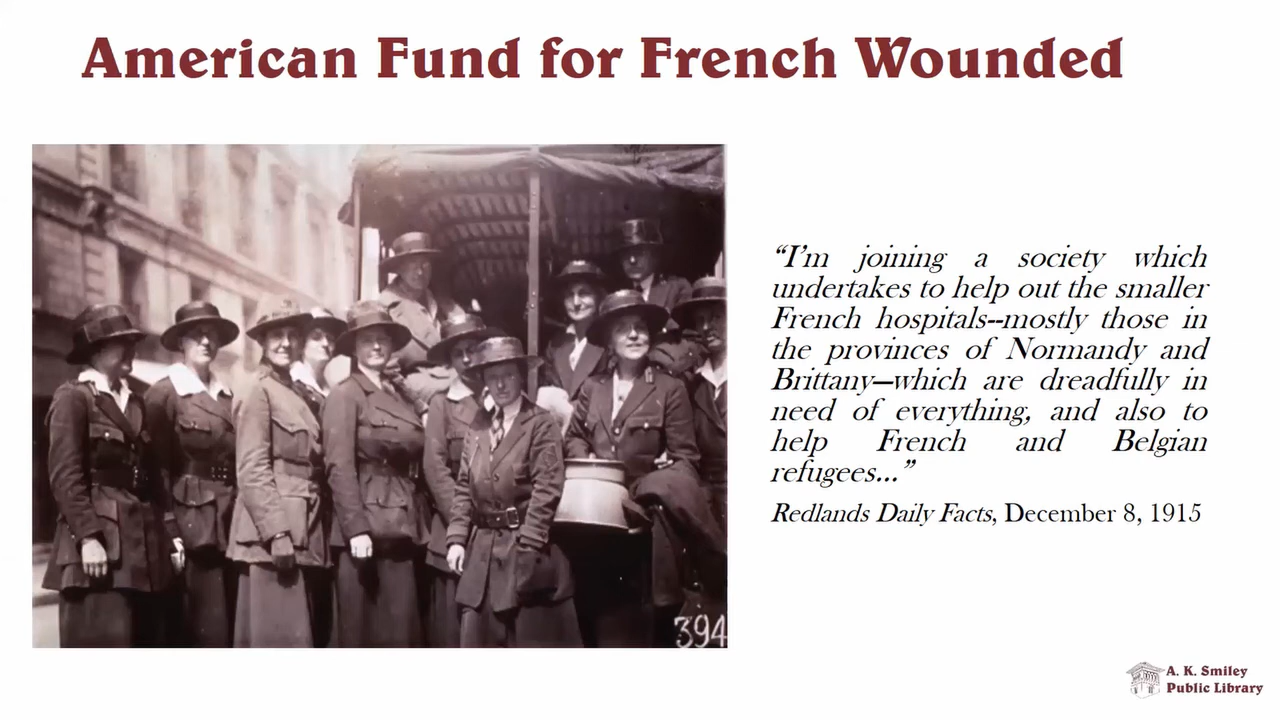 American Fund for French Wounded
“I’m joining a society which
undertakes to help out the smaller
French hospitals--mostly those in
the provinces of Normandy and
Brittany—which are dreadfully in
need of everything, and also to
help French and Belgian
refugees...”
Redlands Daily Facts, December 8, 1915
394
A. K. Smiley
Public Library